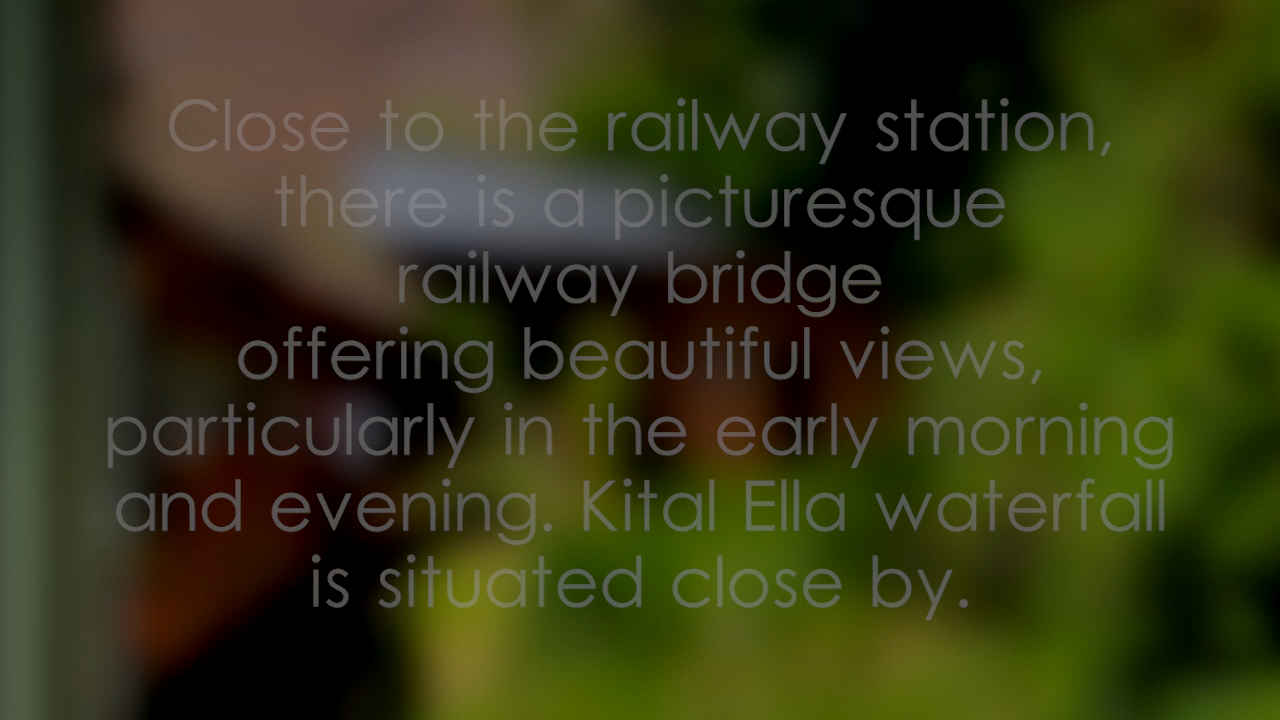 Close to the railway station,
there is a picturesque
railway bridge
offering beautiful views,
particularly in the early morning
and evening. Kital Ella waterfall
is situated close by.